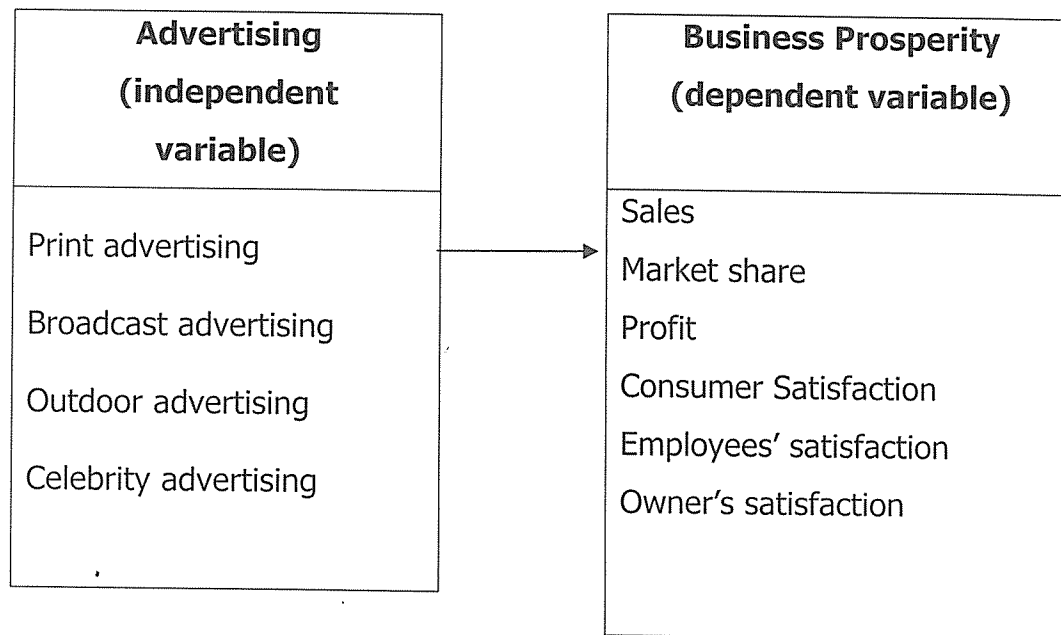 Advertising
(independent
variable)
Print advertising
Broadcast advertising
Outdoor advertising
Celebrity advertising
Business Prosperity
(dependent variable)
Sales
Market share
Profit
Consumer Satisfaction
Employees’ satisfaction
Owner’s satisfaction